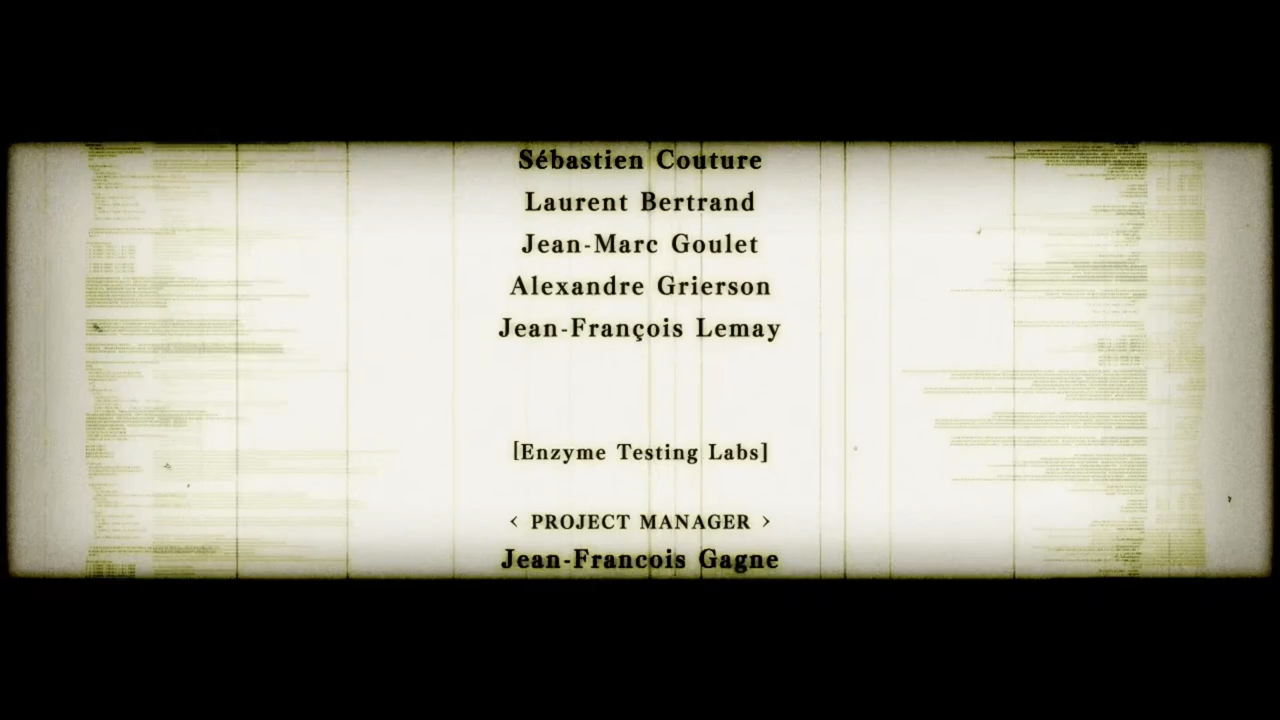 Sébastien Couture
Laurent Bertrand
Jean-Marc Goulet
Alexandre Grierson
Jean-François Lemay
[Enzyme Testing Labs]
< PROJECT MANAGER >
Jean-Francois Gagne